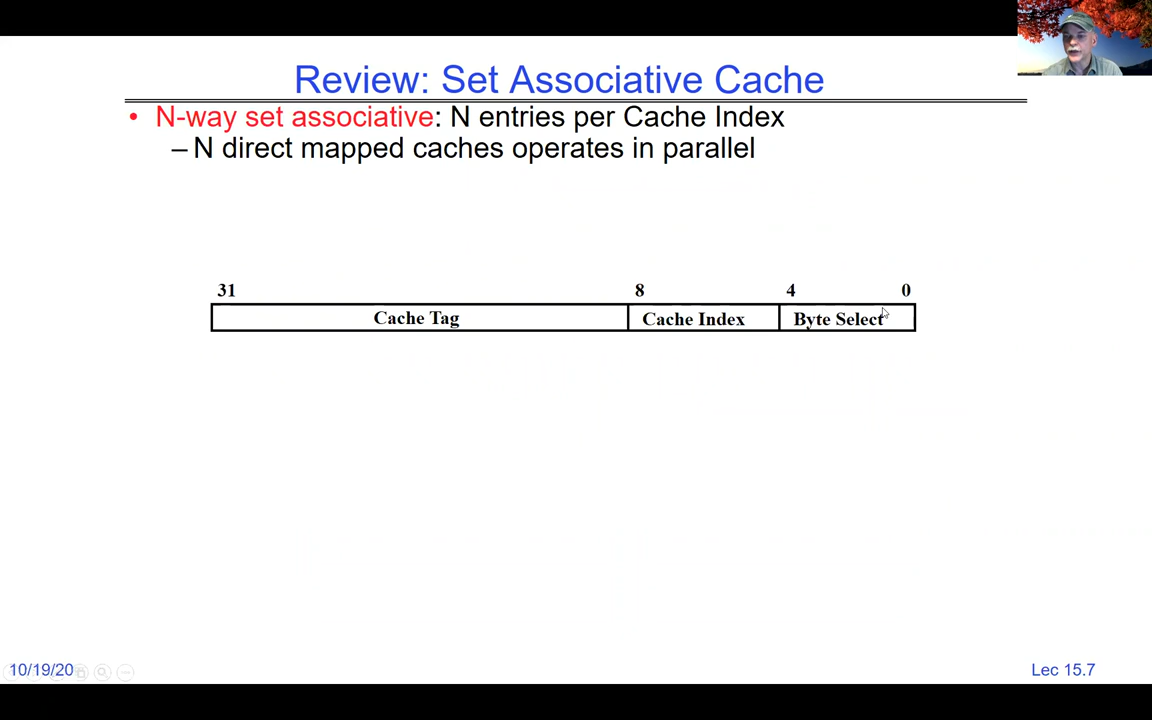 Review: Set Associative Cache
• N-way set associative: N entries per Cache Index
– N direct mapped caches operates in parallel
31 8 4 0
Cache Tag Cache Index Byte Select
10/19/20 Lec 15.7